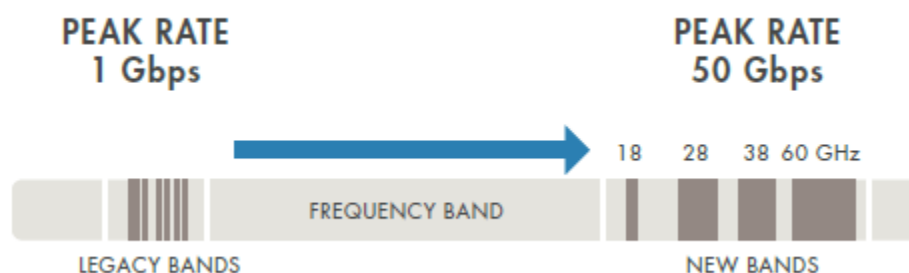 PEAK RATE
1 Gbps
PEAK RATE
50 Gbps
18 28 38 60 GHz
FREQUENCY BAND
LEGACY BANDS
NEW BANDS